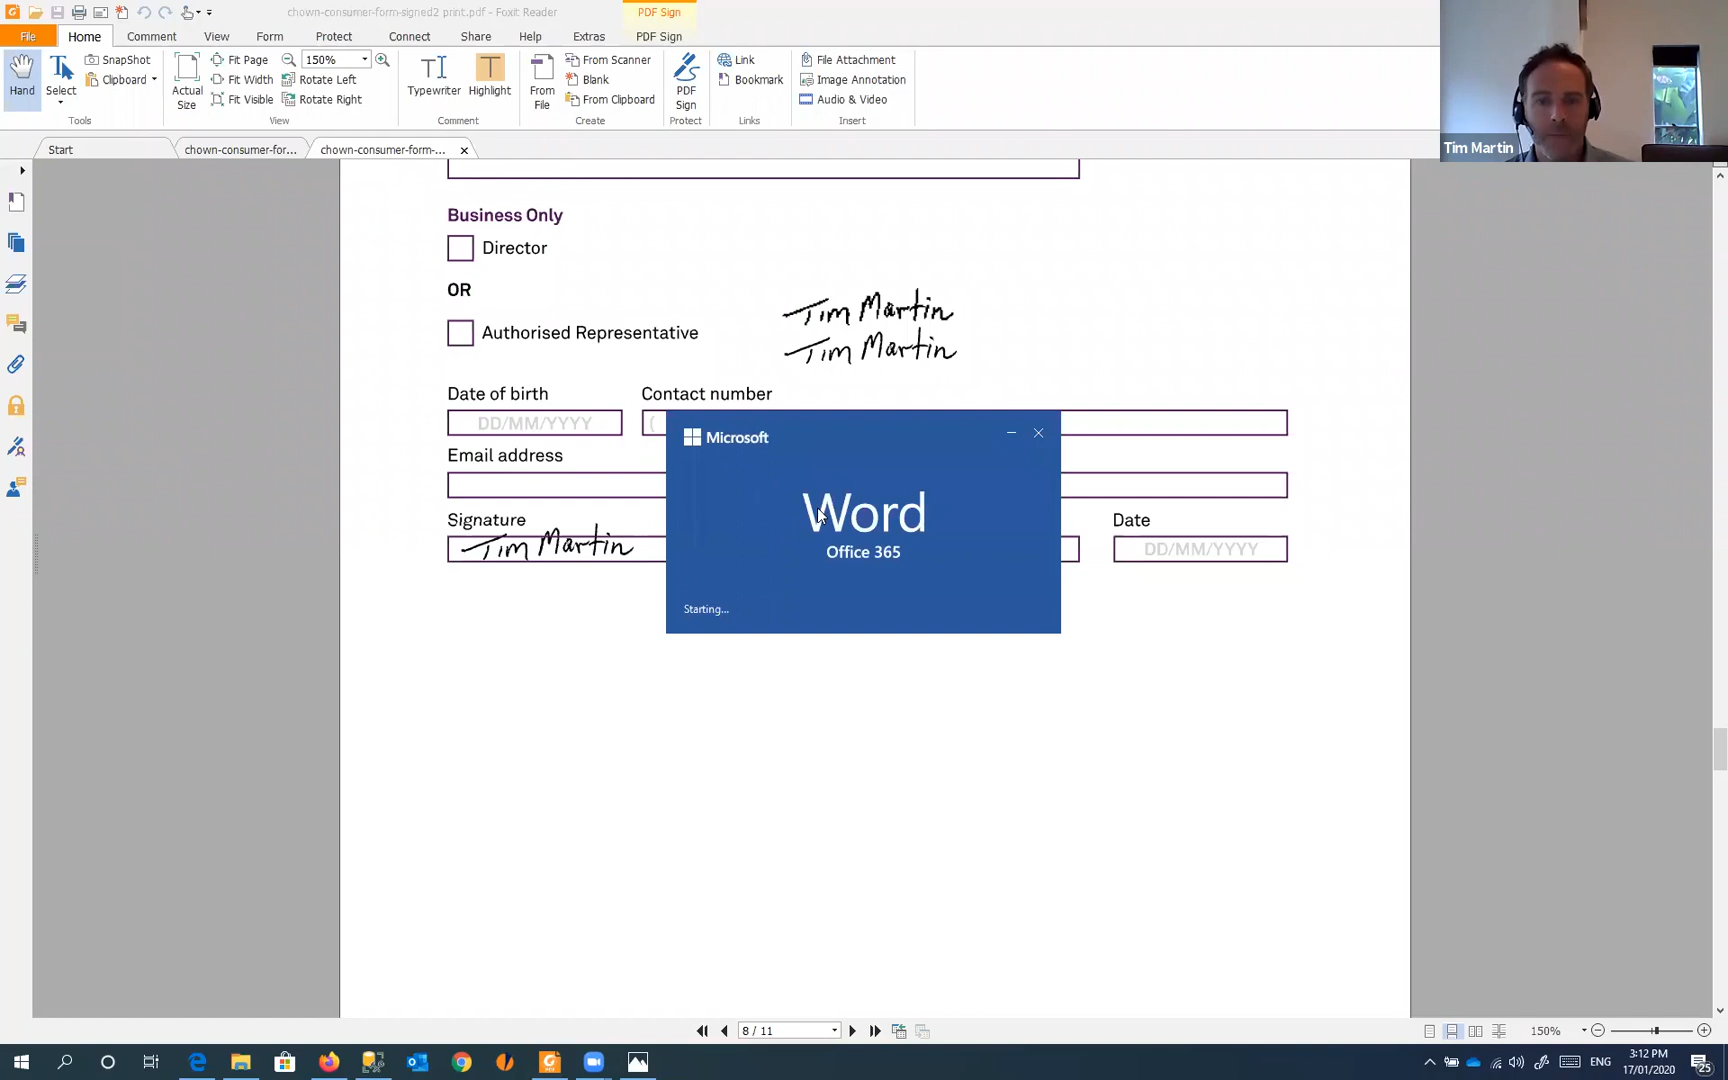 chown-consumer-form-signed2 print.pdf - Foxit Reader
PDF Sign
File Home Comment View Form Protect Connect Share Help Extras PDF Sign
Hand
Select
SnapShot
Clipboard
Tools
Actual Size
Fit Page
Fit Width
Fit Visible
150%
Rotate Left
Rotate Right
View
Typewriter
Highlight
Comment
From File
From Scanner
Blank
From Clipboard
Create
PDF Sign
Protect
Link
Bookmark
Links
File Attachment
Image Annotation
Audio & Video
Insert
Tim Martin
Start
chown-consumer-for...
chown-consumer-form-...
Business Only
Director
OR
Authorised Representative
Tim Martin
Tim Martin
Date of birth
Contact number
DD/MM/YYYY
(
Email address
Signature
Tim Martin
Date
DD/MM/YYYY
Microsoft
Word
Office 365
Starting...
8 / 11
150%
ENG
3:12 PM
17/01/2020
25